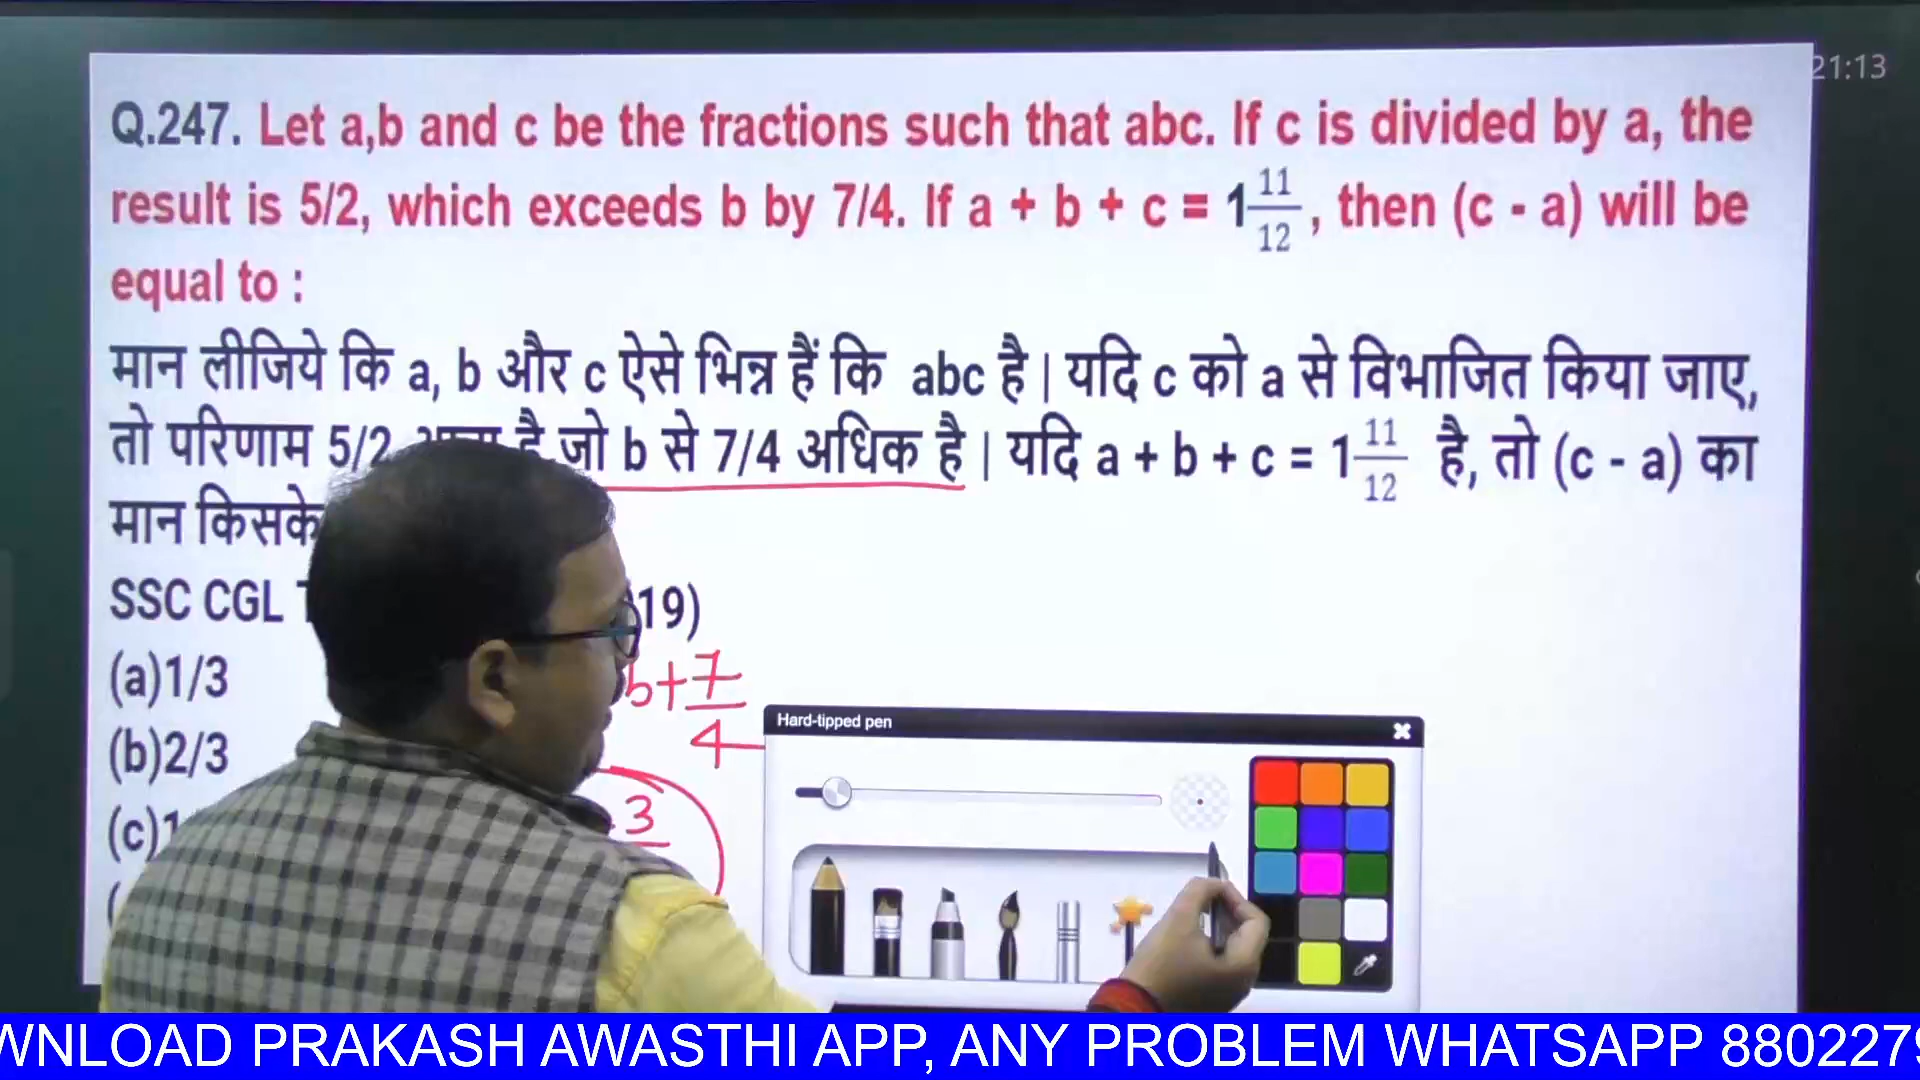 21:13
Q.247. Let a,b and c be the fractions such that abc. If c is divided by a, the
result is 5/2, which exceeds b by 7/4. If a + b + c = 1 11/12 , then (c - a) will be
equal to :
मान लीजिये कि a, b और c ऐसे भिन्न हैं कि abc है | यदि c को a से विभाजित किया जाए,
तो परिणाम 5/2 है जो b से 7/4 अधिक है | यदि a + b + c = 1 11/12 है, तो (c - a) का
मान किसके
SSC CGL 19)
(a)1/3
b+7/4
(b)2/3
Hard-tipped pen
(c)1
3
WNLOAD PRAKASH AWASTHI APP, ANY PROBLEM WHATSAPP 8802279